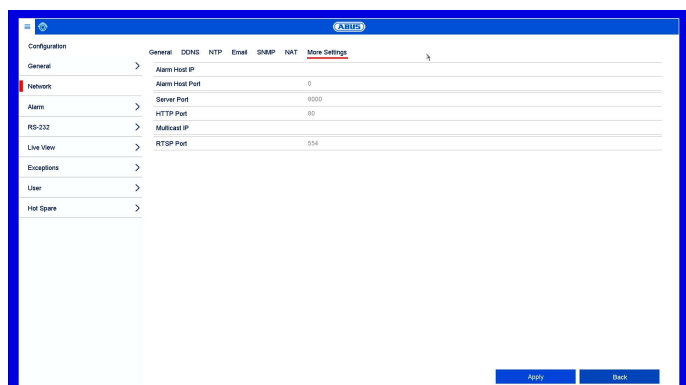 ABUS
Configuration
General DDNS NTP Email SNMP NAT More Settings
General
Network
Alarm
RS-232
Live View
Exceptions
User
Hot Spare
Alarm Host IP
Alarm Host Port 0
Server Port 8000
HTTP Port 80
Multicast IP
RTSP Port 554
Apply Back